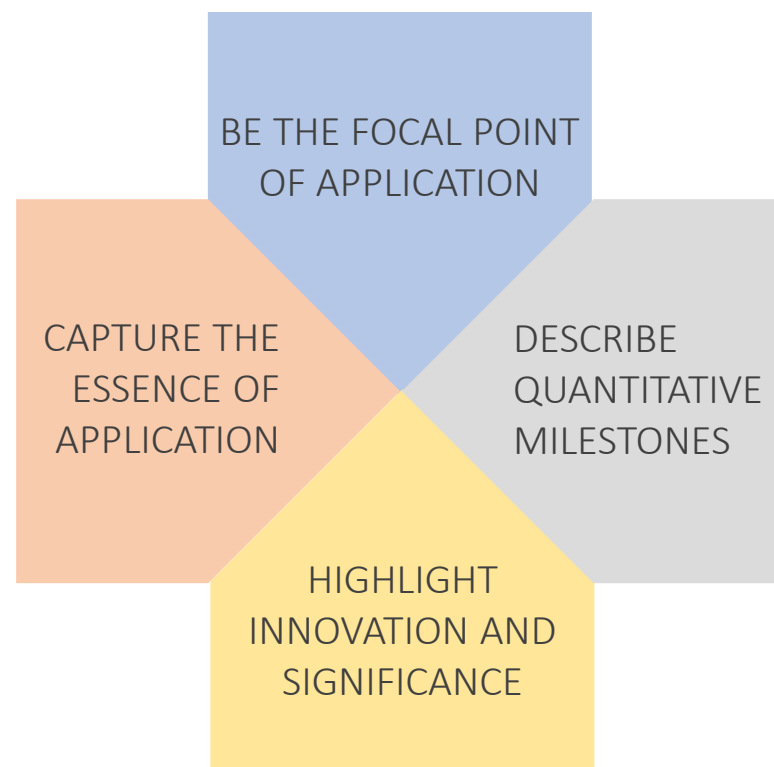 BE THE FOCAL POINT
OF APPLICATION
CAPTURE THE
ESSENCE OF
APPLICATION
DESCRIBE
QUANTITATIVE
MILESTONES
HIGHLIGHT
INNOVATION AND
SIGNIFICANCE